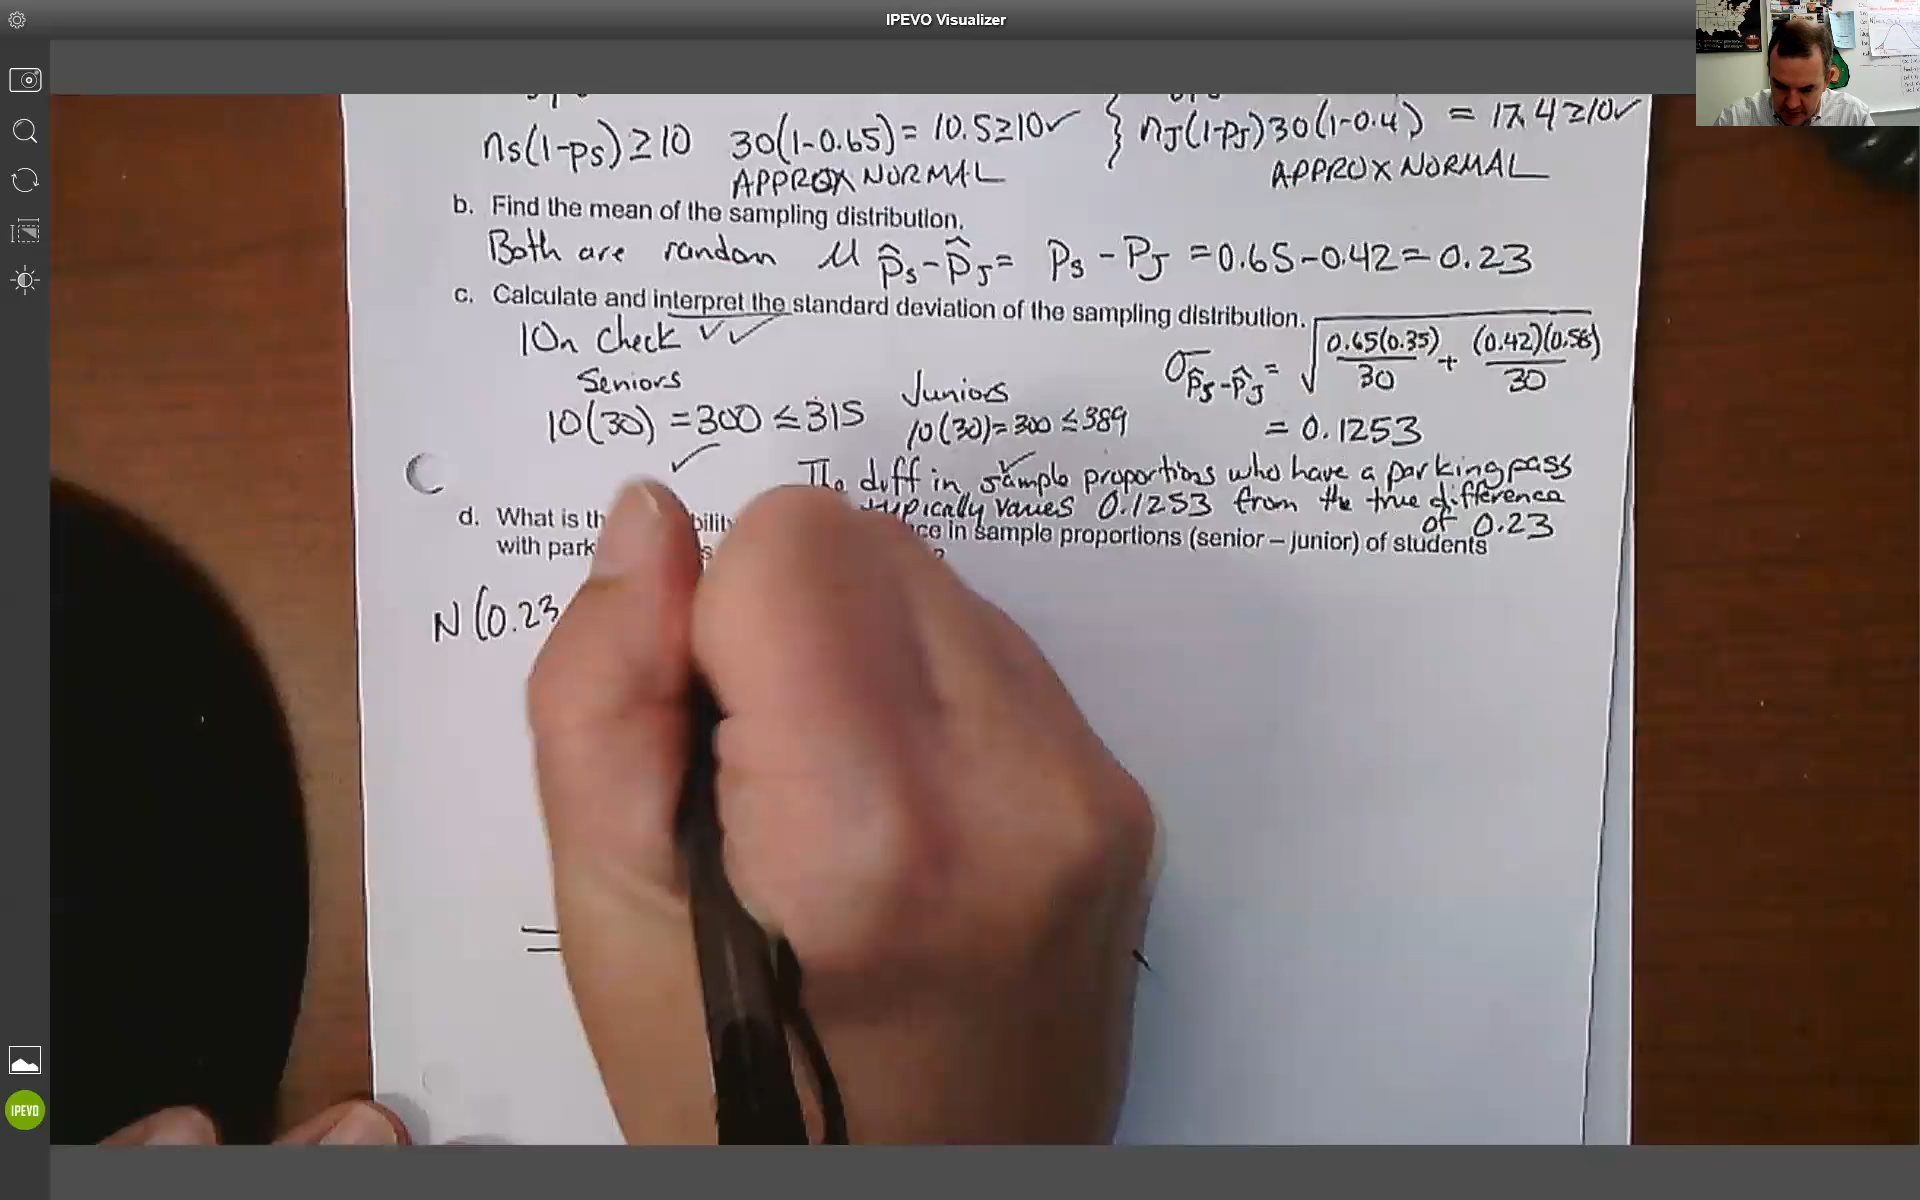 IPEVO Visualizer
ns(1-ps) ≥ 10 30(1-0.65) = 10.5 ≥ 10 ✓ } nJ(1-pJ) 30(1-0.4 ) = 17.4 ≥ 10 ✓
APPROX NORMAL APPROX NORMAL
b. Find the mean of the sampling distribution.
Both are random μ p̂s - p̂J = Ps - PJ = 0.65 - 0.42 = 0.23
c. Calculate and interpret the standard deviation of the sampling distribution.
10n check ✓ ✓
σ p̂s - p̂J = √ 0.65(0.35) / 30 + (0.42)(0.58) / 30
Seniors Juniors
10(30) = 300 ≤ 315 10(30) = 300 ≤ 389 = 0.1253
✓ ✓
The diff in sample proportions who have a parking pass
typically varies 0.1253 from the true difference
of 0.23
d. What is th bility ce in sample proportions (senior – junior) of students
with park
N (0.23
=
IPEVO